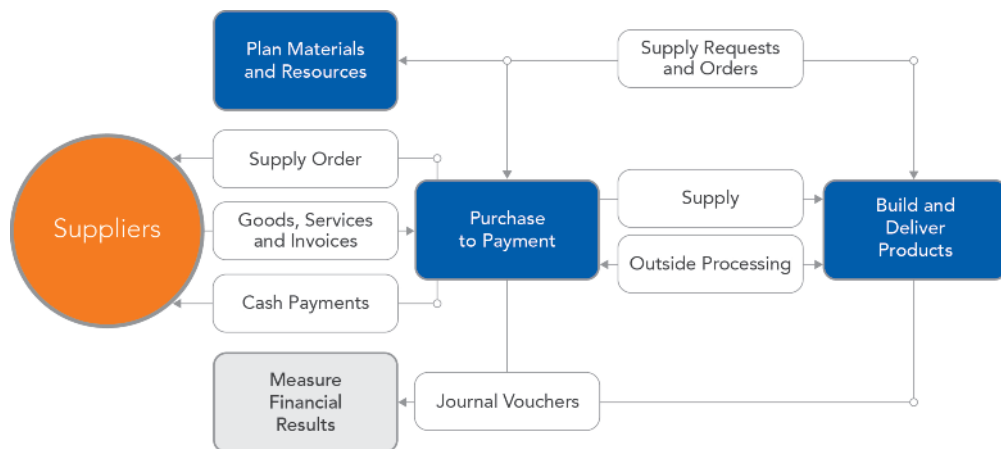 Plan Materials
and Resources
Supply Requests
and Orders
Supply Order
Suppliers
Goods, Services
and Invoices
Purchase
to Payment
Supply
Build and
Deliver
Products
Outside Processing
Cash Payments
Measure
Financial
Results
Journal Vouchers